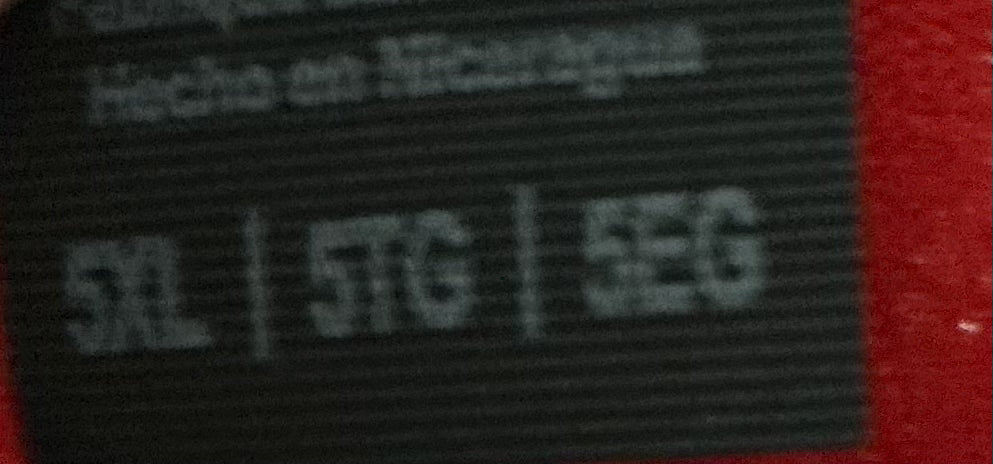 Hecho en Nicaragua
5XL | 5TG | 5EG